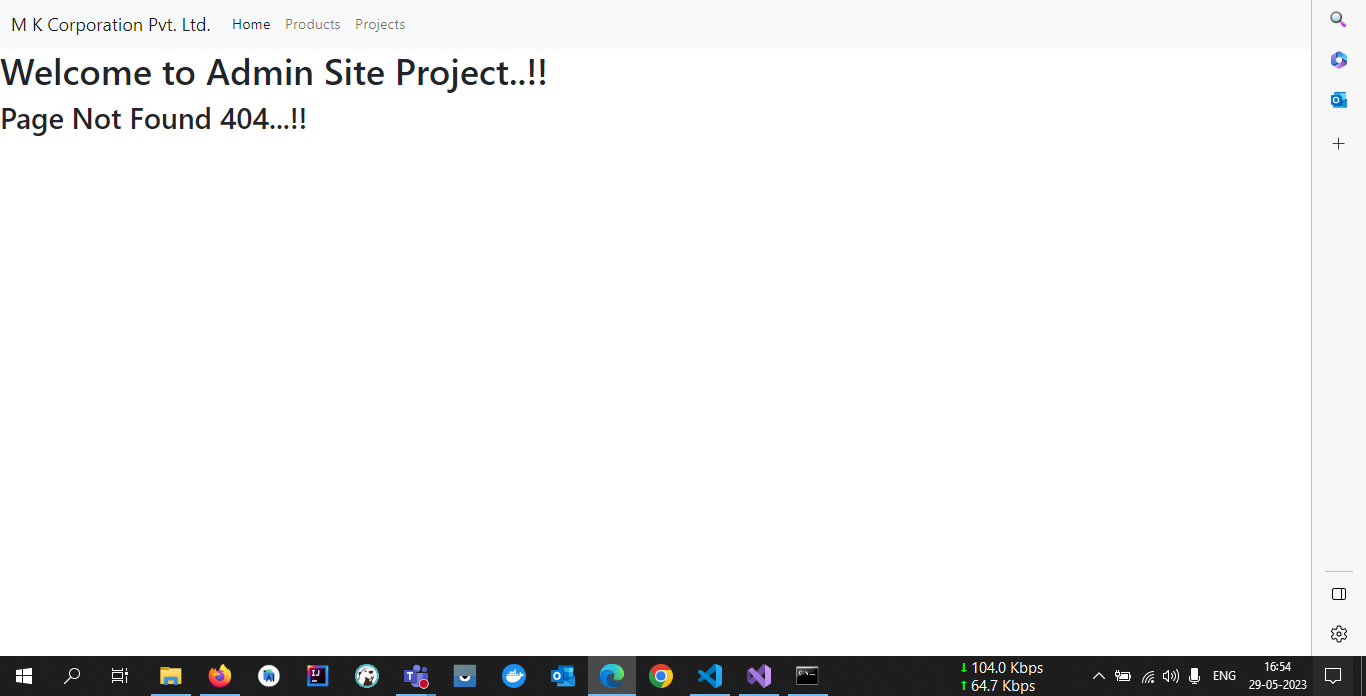 M K Corporation Pvt. Ltd. Home Products Projects
Welcome to Admin Site Project..!!
Page Not Found 404...!!
↓ 104.0 Kbps
↑ 64.7 Kbps
ENG
16:54
29-05-2023